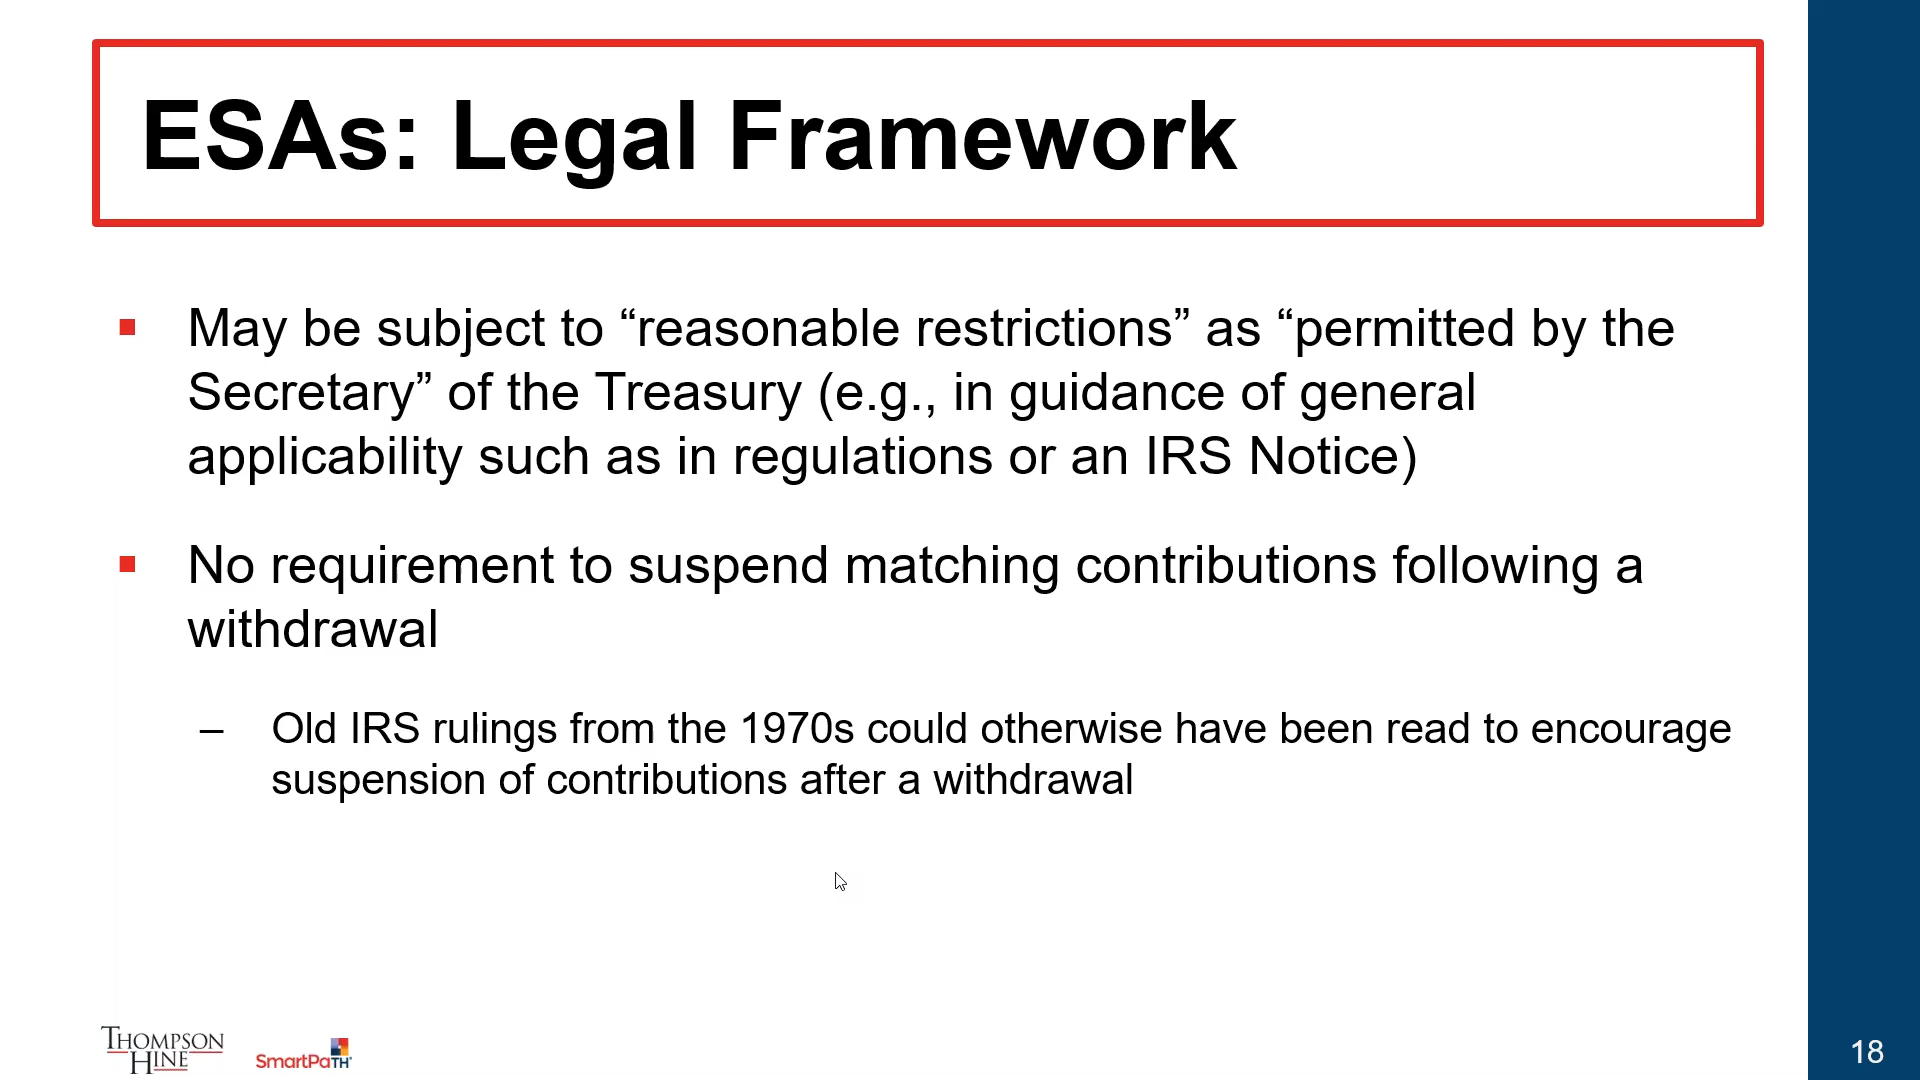 ESAs: Legal Framework
▪ May be subject to “reasonable restrictions” as “permitted by the
Secretary” of the Treasury (e.g., in guidance of general
applicability such as in regulations or an IRS Notice)
▪ No requirement to suspend matching contributions following a
withdrawal
– Old IRS rulings from the 1970s could otherwise have been read to encourage
suspension of contributions after a withdrawal
THOMPSON
HINE
SmartPaTH
18